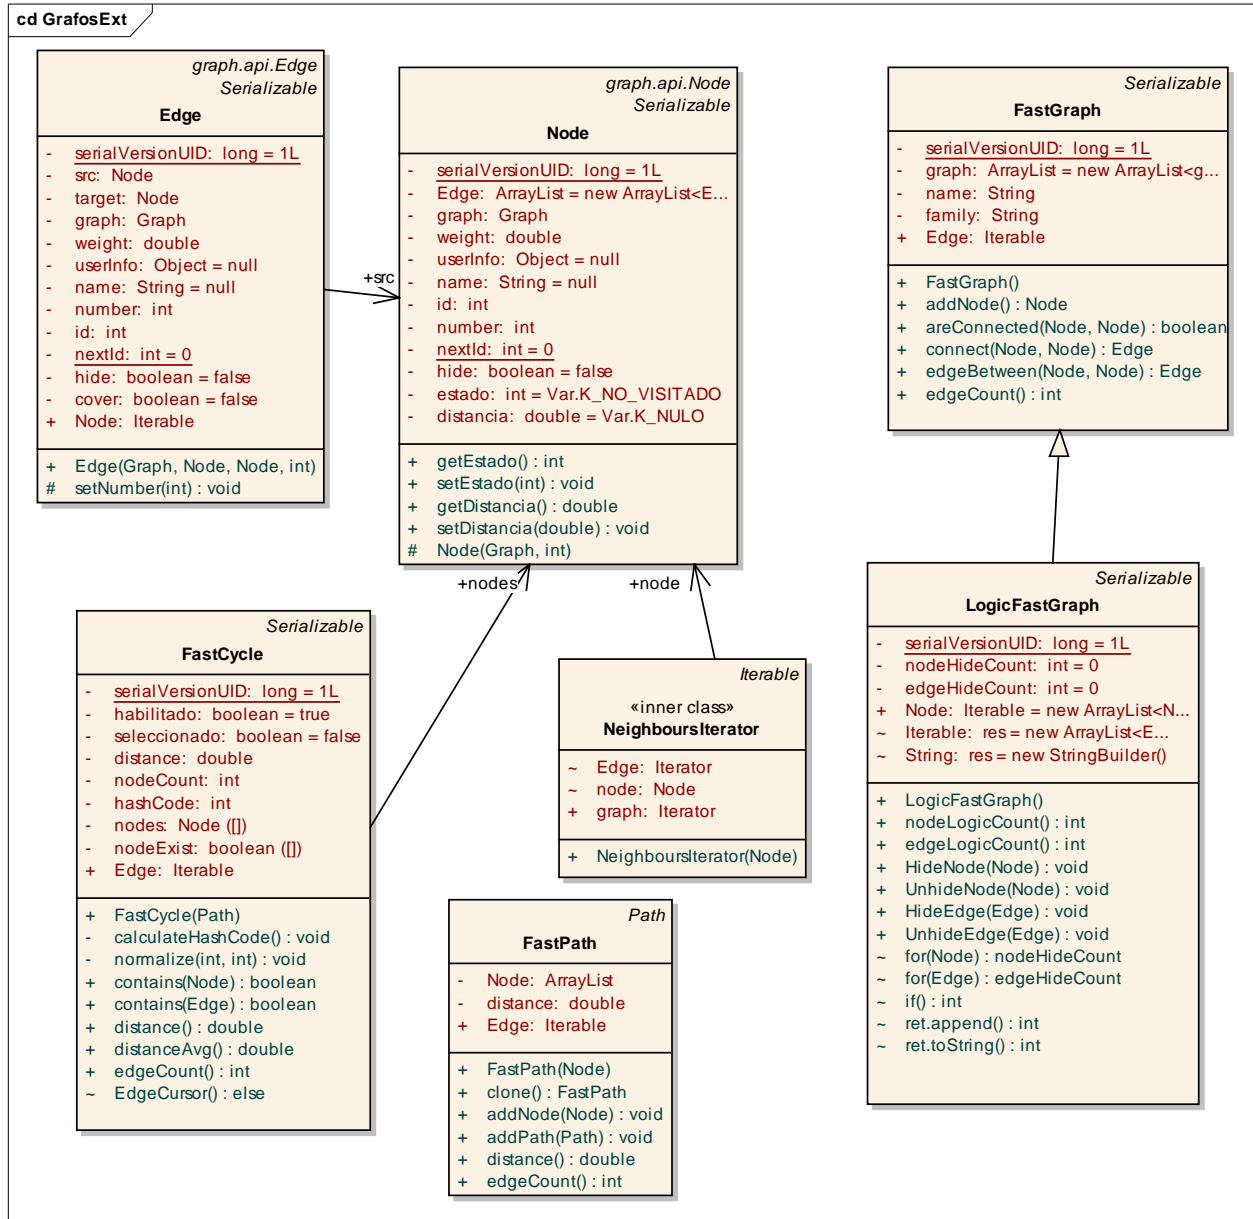 cd GrafosExt
graph.api.Edge
Serializable
Edge
- serialVersionUID: long = 1L
- src: Node
- target: Node
- graph: Graph
- weight: double
- userInfo: Object = null
- name: String = null
- number: int
- id: int
- nextId: int = 0
- hide: boolean = false
- cover: boolean = false
+ Node: Iterable
+ Edge(Graph, Node, Node, int)
# setNumber(int) : void
+src
graph.api.Node
Serializable
Node
- serialVersionUID: long = 1L
- Edge: ArrayList = new ArrayList<E...
- graph: Graph
- weight: double
- userInfo: Object = null
- name: String = null
- id: int
- number: int
- nextId: int = 0
- hide: boolean = false
- estado: int = Var.K_NO_VISITADO
- distancia: double = Var.K_NULO
+ getEstado() : int
+ setEstado(int) : void
+ getDistancia() : double
+ setDistancia(double) : void
# Node(Graph, int)
Serializable
FastGraph
- serialVersionUID: long = 1L
- graph: ArrayList = new ArrayList<g...
- name: String
- family: String
+ Edge: Iterable
+ FastGraph()
+ addNode() : Node
+ areConnected(Node, Node) : boolean
+ connect(Node, Node) : Edge
+ edgeBetween(Node, Node) : Edge
+ edgeCount() : int
+nodes
+node
Serializable
FastCycle
- serialVersionUID: long = 1L
- habilitado: boolean = true
- seleccionado: boolean = false
- distance: double
- nodeCount: int
- hashCode: int
- nodes: Node ([])
- nodeExist: boolean ([])
+ Edge: Iterable
+ FastCycle(Path)
- calculateHashCode() : void
- normalize(int, int) : void
+ contains(Node) : boolean
+ contains(Edge) : boolean
+ distance() : double
+ distanceAvg() : double
+ edgeCount() : int
~ EdgeCursor() : else
Iterable
«inner class»
NeighboursIterator
~ Edge: Iterator
~ node: Node
+ graph: Iterator
+ NeighboursIterator(Node)
Path
FastPath
- Node: ArrayList
- distance: double
+ Edge: Iterable
+ FastPath(Node)
+ clone() : FastPath
+ addNode(Node) : void
+ addPath(Path) : void
+ distance() : double
+ edgeCount() : int
Serializable
LogicFastGraph
- serialVersionUID: long = 1L
- nodeHideCount: int = 0
- edgeHideCount: int = 0
+ Node: Iterable = new ArrayList<N...
~ Iterable: res = new ArrayList<E...
~ String: res = new StringBuilder()
+ LogicFastGraph()
+ nodeLogicCount() : int
+ edgeLogicCount() : int
+ HideNode(Node) : void
+ UnhideNode(Node) : void
+ HideEdge(Edge) : void
+ UnhideEdge(Edge) : void
~ for(Node) : nodeHideCount
~ for(Edge) : edgeHideCount
~ if() : int
~ ret.append() : int
~ ret.toString() : int